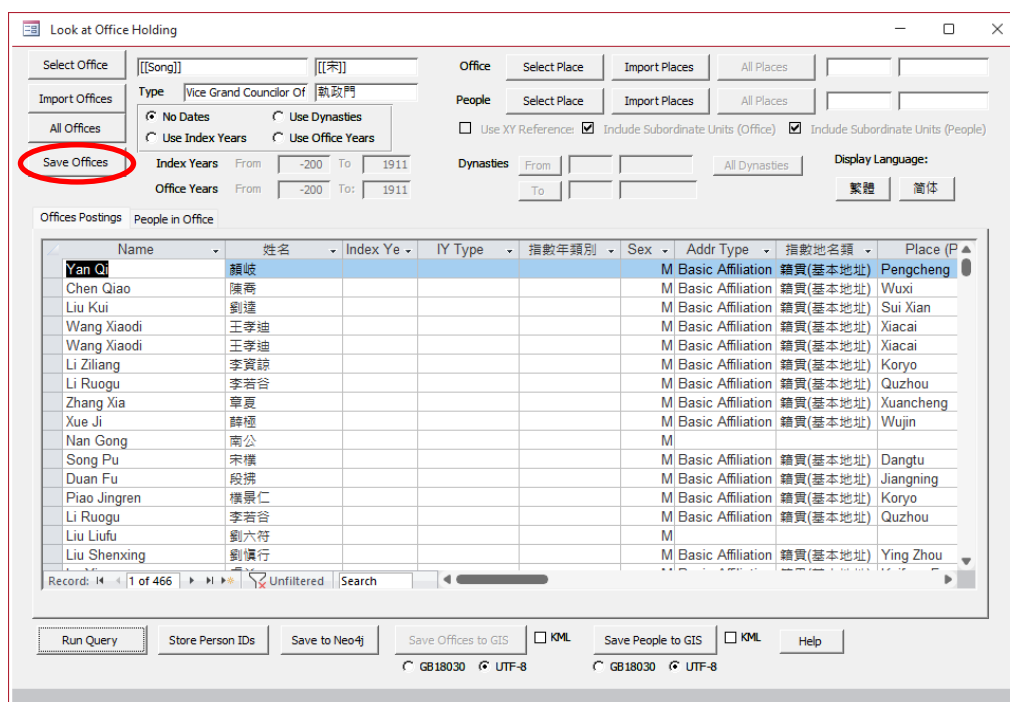 Look at Office Holding
Select Office [[Song]] [[宋]] Office Select Place Import Places All Places
Import Offices Type Vice Grand Councilor Of 執政門 People Select Place Import Places All Places
All Offices No Dates Use Dynasties Use XY Reference: Include Subordinate Units (Office) Include Subordinate Units (People)
Use Index Years Use Office Years
Save Offices Index Years From -200 To 1911 Dynasties From All Dynasties Display Language:
Office Years From -200 To: 1911 To 繁體 简体
Offices Postings People in Office
Name 姓名 Index Ye IY Type 指數年類別 Sex Addr Type 指數地名類 Place (P
Yan Qi 顏岐 M Basic Affiliation 籍貫(基本地址) Pengcheng
Chen Qiao 陳喬 M Basic Affiliation 籍貫(基本地址) Wuxi
Liu Kui 劉逵 M Basic Affiliation 籍貫(基本地址) Sui Xian
Wang Xiaodi 王孝迪 M Basic Affiliation 籍貫(基本地址) Xiacai
Wang Xiaodi 王孝迪 M Basic Affiliation 籍貫(基本地址) Xiacai
Li Ziliang 李資諒 M Basic Affiliation 籍貫(基本地址) Koryo
Li Ruogu 李若谷 M Basic Affiliation 籍貫(基本地址) Quzhou
Zhang Xia 章夏 M Basic Affiliation 籍貫(基本地址) Xuancheng
Xue Ji 薛極 M Basic Affiliation 籍貫(基本地址) Wujin
Nan Gong 南公 M
Song Pu 宋樸 M Basic Affiliation 籍貫(基本地址) Dangtu
Duan Fu 段拂 M Basic Affiliation 籍貫(基本地址) Jiangning
Piao Jingren 樸景仁 M Basic Affiliation 籍貫(基本地址) Koryo
Li Ruogu 李若谷 M Basic Affiliation 籍貫(基本地址) Quzhou
Liu Liufu 劉六符 M
Liu Shenxing 劉慎行 M Basic Affiliation 籍貫(基本地址) Ying Zhou
Record: 1 of 466 Unfiltered Search
Run Query Store Person IDs Save to Neo4j Save Offices to GIS KML Save People to GIS KML Help
GB18030 UTF-8 GB18030 UTF-8